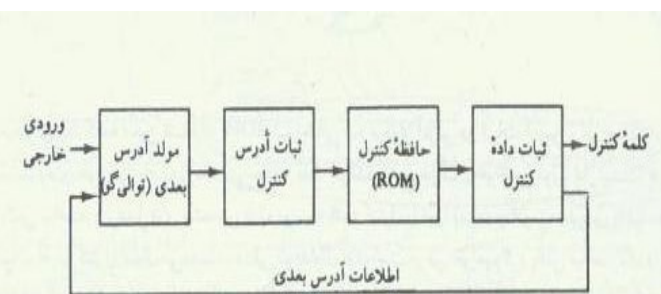 ورودی
خارجی
مولد آدرس
بعدی (توالی‌گر)
ثبات آدرس
کنترل
حافظهٔ کنترل
(ROM)
ثبات دادهٔ
کنترل
کلمهٔ کنترل
اطلاعات آدرس بعدی